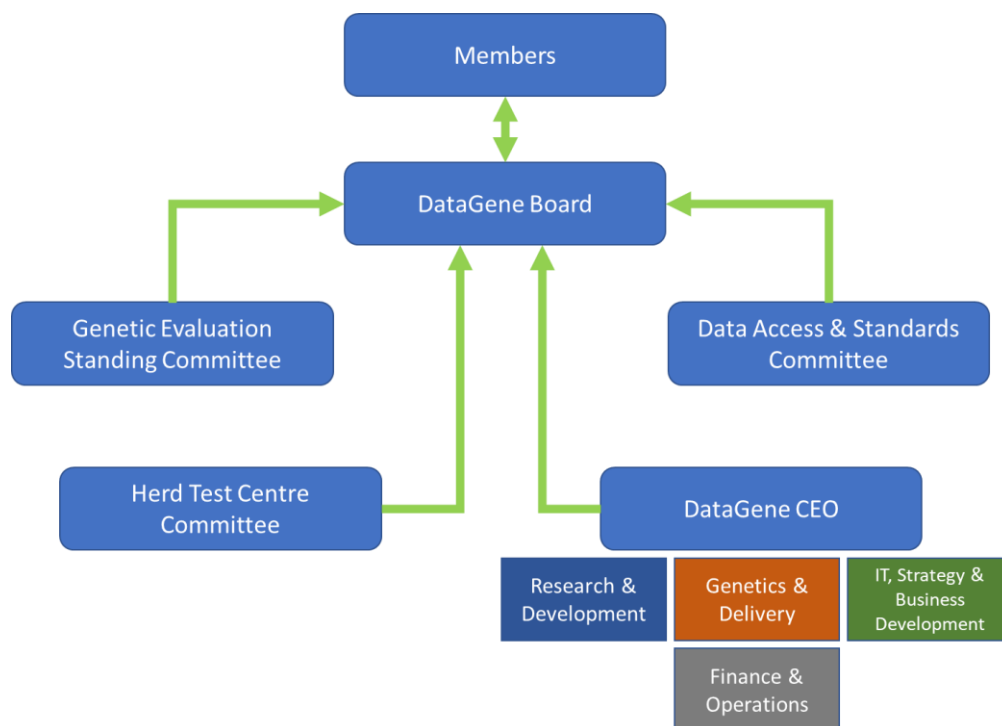 Members
DataGene Board
Genetic Evaluation
Standing Committee
Data Access & Standards
Committee
Herd Test Centre
Committee
DataGene CEO
Research &
Development
Genetics &
Delivery
IT, Strategy &
Business
Development
Finance &
Operations